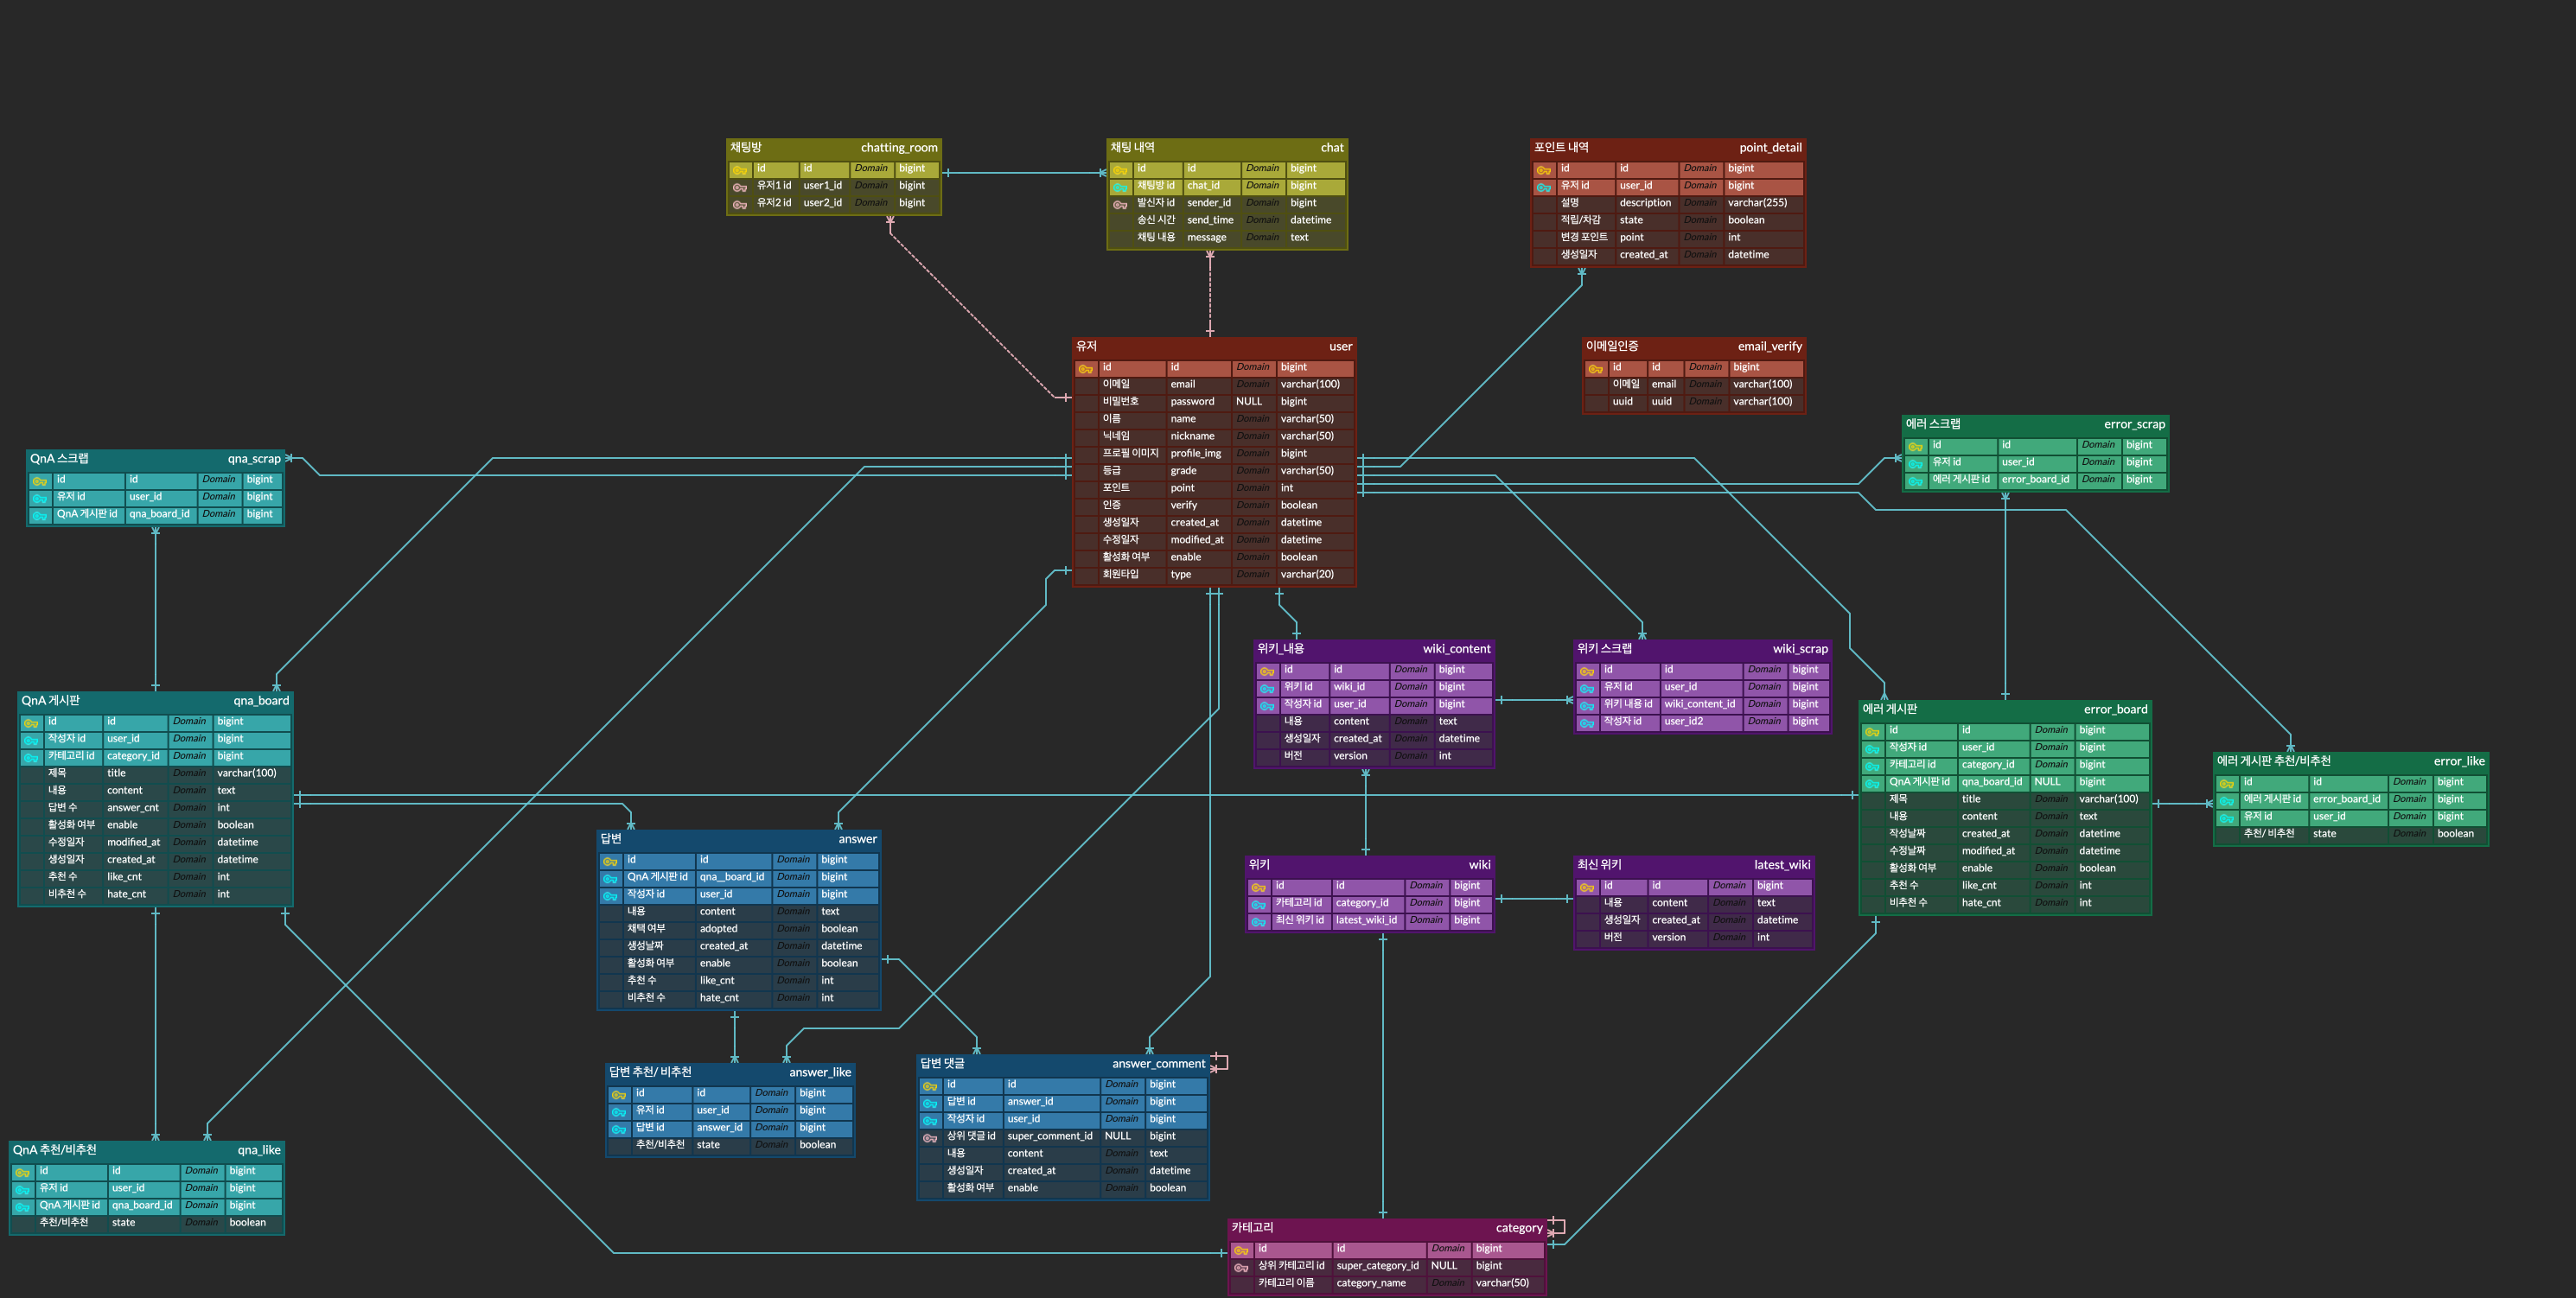 채팅방 chatting_room
id id Domain bigint
유저1 id user1_id Domain bigint
유저2 id user2_id Domain bigint
채팅 내역 chat
id id Domain bigint
채팅방 id chat_id Domain bigint
발신자 id sender_id Domain bigint
송신 시간 send_time Domain datetime
채팅 내용 message Domain text
포인트 내역 point_detail
id id Domain bigint
유저 id user_id Domain bigint
설명 description Domain varchar(255)
적립/차감 state Domain boolean
변경 포인트 point Domain int
생성일자 created_at Domain datetime
유저 user
id id Domain bigint
이메일 email Domain varchar(100)
비밀번호 password NULL bigint
이름 name Domain varchar(50)
닉네임 nickname Domain varchar(50)
프로필 이미지 profile_img Domain bigint
등급 grade Domain varchar(50)
포인트 point Domain int
인증 verify Domain boolean
생성일자 created_at Domain datetime
수정일자 modified_at Domain datetime
활성화 여부 enable Domain boolean
회원타입 type Domain varchar(20)
이메일인증 email_verify
id id Domain bigint
이메일 email Domain varchar(100)
uuid uuid Domain varchar(100)
에러 스크랩 error_scrap
id id Domain bigint
유저 id user_id Domain bigint
에러 게시판 id error_board_id Domain bigint
QnA 스크랩 qna_scrap
id id Domain bigint
유저 id user_id Domain bigint
QnA 게시판 id qna_board_id Domain bigint
위키_내용 wiki_content
id id Domain bigint
위키 id wiki_id Domain bigint
작성자 id user_id Domain bigint
내용 content Domain text
생성일자 created_at Domain datetime
버전 version Domain int
위키 스크랩 wiki_scrap
id id Domain bigint
유저 id user_id Domain bigint
위키 내용 id wiki_content_id Domain bigint
작성자 id user_id2 Domain bigint
QnA 게시판 qna_board
id id Domain bigint
작성자 id user_id Domain bigint
카테고리 id category_id Domain bigint
제목 title Domain varchar(100)
내용 content Domain text
답변 수 answer_cnt Domain int
활성화 여부 enable Domain boolean
수정일자 modified_at Domain datetime
생성일자 created_at Domain datetime
추천 수 like_cnt Domain int
비추천 수 hate_cnt Domain int
에러 게시판 error_board
id id Domain bigint
작성자 id user_id Domain bigint
카테고리 id category_id Domain bigint
QnA 게시판 id qna_board_id NULL bigint
제목 title Domain varchar(100)
내용 content Domain text
작성날짜 created_at Domain datetime
수정날짜 modified_at Domain datetime
활성화 여부 enable Domain boolean
추천 수 like_cnt Domain int
비추천 수 hate_cnt Domain int
에러 게시판 추천/비추천 error_like
id id Domain bigint
에러 게시판 id error_board_id Domain bigint
유저 id user_id Domain bigint
추천/ 비추천 state Domain boolean
답변 answer
id id Domain bigint
QnA 게시판 id qna__board_id Domain bigint
작성자 id user_id Domain bigint
내용 content Domain text
채택 여부 adopted Domain boolean
생성날짜 created_at Domain datetime
활성화 여부 enable Domain boolean
추천 수 like_cnt Domain int
비추천 수 hate_cnt Domain int
위키 wiki
id id Domain bigint
카테고리 id category_id Domain bigint
최신 위키 id latest_wiki_id Domain bigint
최신 위키 latest_wiki
id id Domain bigint
내용 content Domain text
생성일자 created_at Domain datetime
버전 version Domain int
답변 추천/ 비추천 answer_like
id id Domain bigint
유저 id user_id Domain bigint
답변 id answer_id Domain bigint
추천/비추천 state Domain boolean
답변 댓글 answer_comment
id id Domain bigint
답변 id answer_id Domain bigint
작성자 id user_id Domain bigint
상위 댓글 id super_comment_id NULL bigint
내용 content Domain text
생성일자 created_at Domain datetime
활성화 여부 enable Domain boolean
QnA 추천/비추천 qna_like
id id Domain bigint
유저 id user_id Domain bigint
QnA 게시판 id qna_board_id Domain bigint
추천/비추천 state Domain boolean
카테고리 category
id id Domain bigint
상위 카테고리 id super_category_id NULL bigint
카테고리 이름 category_name Domain varchar(50)